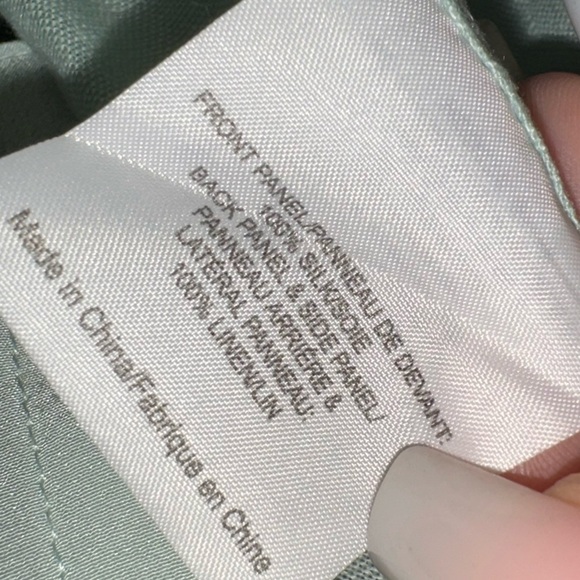 FRONT PANEL/PANNEAU DE DEVANT:
100% SILK/SOIE
BACK PANEL & SIDE PANEL/
PANNEAU ARRIÈRE &
LATÉRAL PANNEAU:
100% LINEN/LIN
Made in China/Fabriqué en Chine